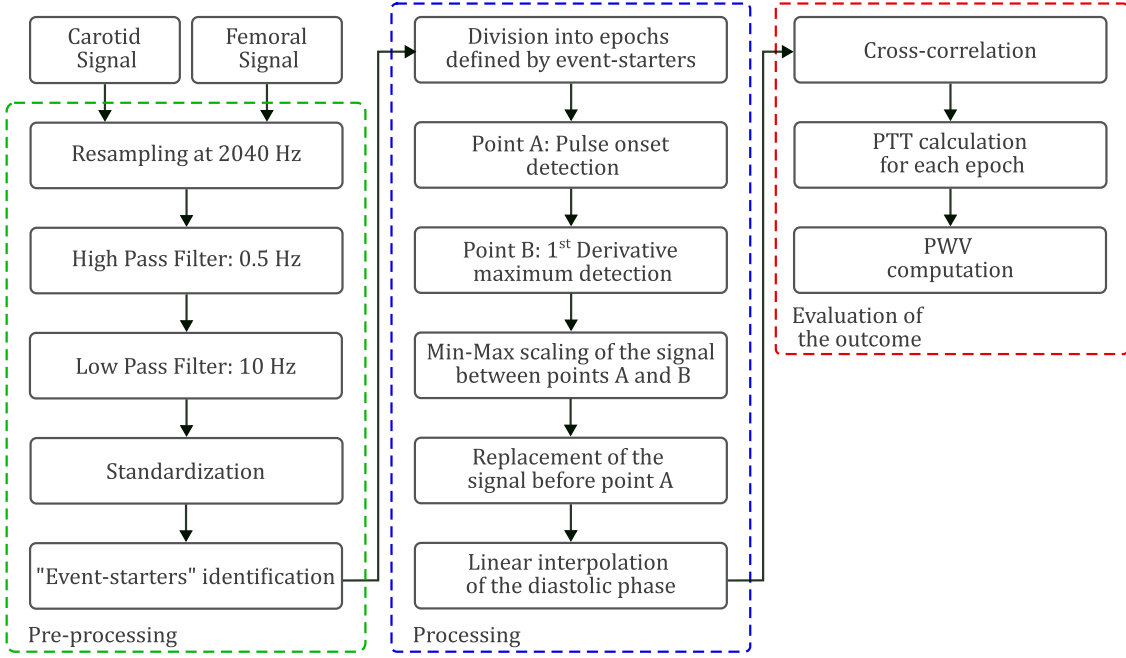 Carotid
Signal
Femoral
Signal
Resampling at 2040 Hz
High Pass Filter: 0.5 Hz
Low Pass Filter: 10 Hz
Standardization
"Event-starters" identification
Pre-processing
Division into epochs
defined by event-starters
Point A: Pulse onset
detection
Point B: 1st Derivative
maximum detection
Min-Max scaling of the signal
between points A and B
Replacement of the
signal before point A
Linear interpolation
of the diastolic phase
Processing
Cross-correlation
PTT calculation
for each epoch
PWV
computation
Evaluation of
the outcome